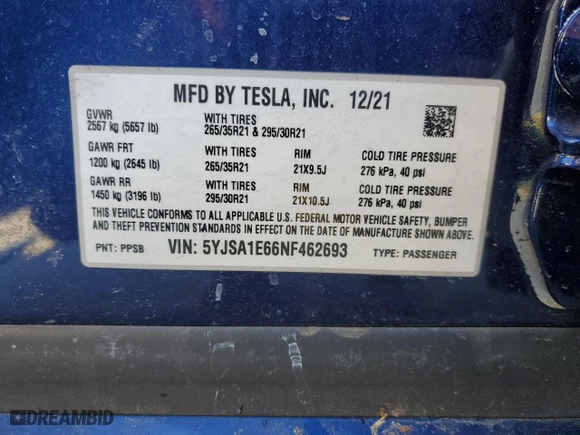 MFD BY TESLA, INC. 12/21
GVWR WITH TIRES
2567 kg (5657 lb) 265/35R21 & 295/30R21
GAWR FRT WITH TIRES RIM COLD TIRE PRESSURE
1200 kg (2645 lb) 265/35R21 21X9.5J 276 kPa, 40 psi
GAWR RR WITH TIRES RIM COLD TIRE PRESSURE
1450 kg (3196 lb) 295/30R21 21X10.5J 276 kPa, 40 psi
THIS VEHICLE CONFORMS TO ALL APPLICABLE U.S. FEDERAL MOTOR VEHICLE SAFETY, BUMPER
AND THEFT PREVENTION STANDARDS IN EFFECT ON THE DATE OF MANUFACTURE SHOWN ABOVE.
PNT: PPSB VIN: 5YJSA1E66NF462693 TYPE: PASSENGER
DREAMBID